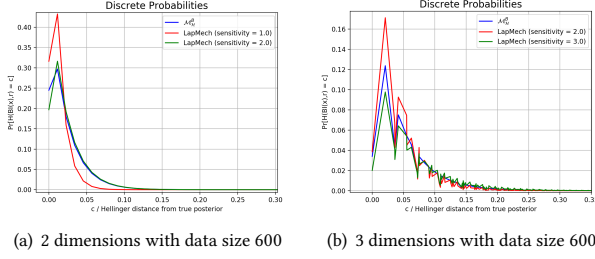 Discrete Probabilities
LapMech (sensitivity = 1.0)
LapMech (sensitivity = 2.0)
0.40
0.35
0.30
0.25
0.20
0.15
0.10
0.05
0.00
Pr[H(BI(x),r) = c]
0.00 0.05 0.10 0.15 0.20 0.25 0.30
c / Hellinger distance from true posterior
(a) 2 dimensions with data size 600
Discrete Probabilities
LapMech (sensitivity = 2.0)
LapMech (sensitivity = 3.0)
0.16
0.14
0.12
0.10
0.08
0.06
0.04
0.02
0.00
Pr[H(BI(x),r) = c]
0.00 0.05 0.10 0.15 0.20 0.25 0.30
c / Hellinger distance from true posterior
(b) 3 dimensions with data size 600